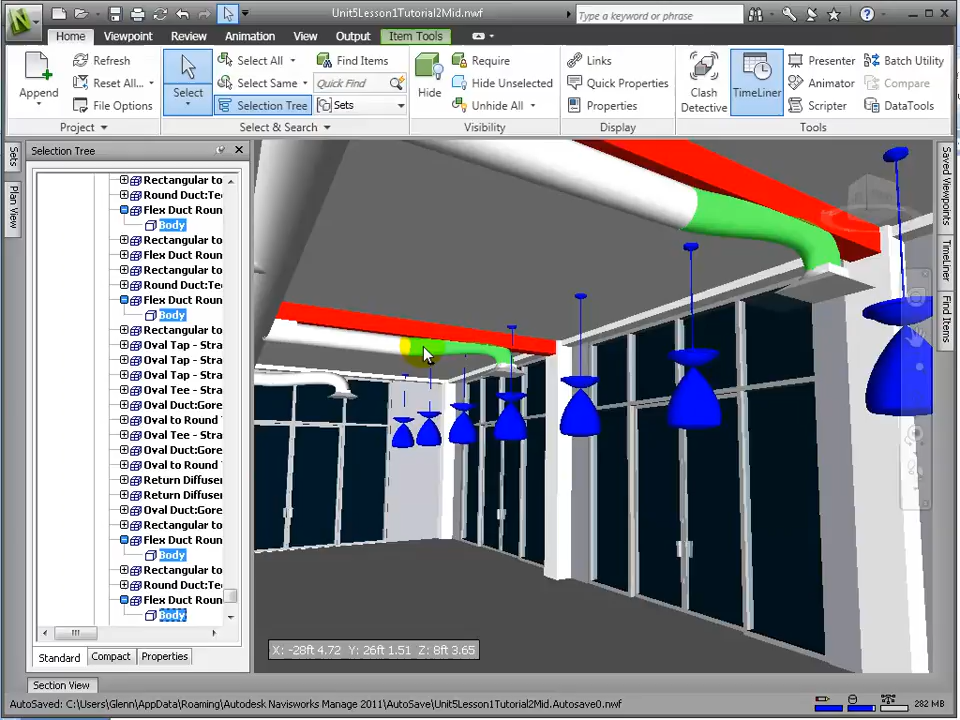 Unit5Lesson1Tutorial2Mid.nwf
Type a keyword or phrase
Home Viewpoint Review Animation View Output Item Tools
Append
Refresh
Reset All...
File Options
Project
Select
Select All
Select Same
Selection Tree
Find Items
Quick Find
Sets
Select & Search
Hide
Require
Hide Unselected
Unhide All
Visibility
Links
Quick Properties
Properties
Display
Clash
Detective
TimeLiner
Presenter
Animator
Scripter
Batch Utility
Compare
DataTools
Tools
Sets
Plan View
Selection Tree
Rectangular to
Round Duct:Te
Flex Duct Roun
Body
Rectangular to
Flex Duct Roun
Rectangular to
Round Duct:Te
Flex Duct Roun
Body
Rectangular to
Oval Tap - Stra
Oval Tap - Stra
Oval Tap - Stra
Oval Tee - Stra
Oval Duct:Gore
Oval to Round
Oval Duct:Gore
Oval Tee - Stra
Oval Duct:Gore
Oval to Round
Return Diffuser
Return Diffuser
Oval Duct:Gore
Rectangular to
Flex Duct Roun
Body
Rectangular to
Round Duct:Te
Flex Duct Roun
Body
Standard Compact Properties
X: -28ft 4.72 Y: 26ft 1.51 Z: 8ft 3.65
Saved Viewpoints
TimeLiner
Find Items
Section View
AutoSaved: C:\Users\Glenn\AppData\Roaming\Autodesk Navisworks Manage 2011\AutoSave\Unit5Lesson1Tutorial2Mid.Autosave0.nwf
282 MB